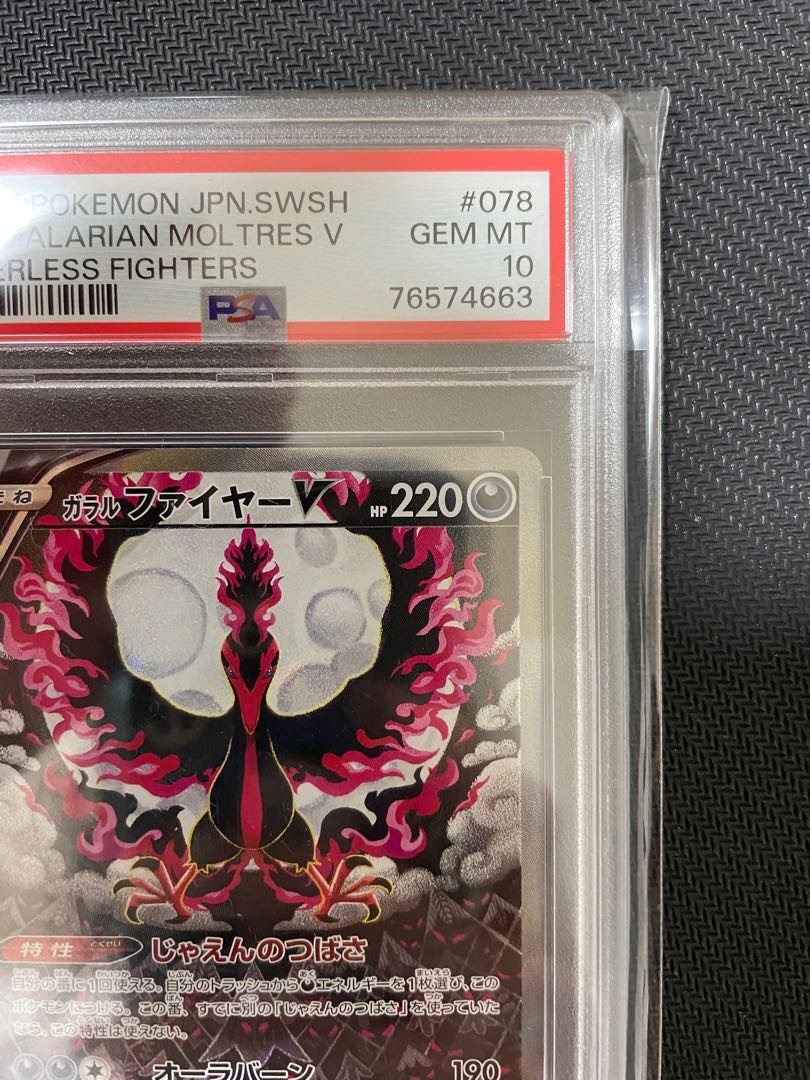 POKEMON JPN.SWSH #078
ALARIAN MOLTRES V GEM MT
ERLESS FIGHTERS 10
PSA 76574663
まね
ガラル ファイヤーV HP 220
特性 とくせい じゃえんのつばさ
自分の番に1回使える。自分のトラッシュからエネルギーを1枚選び、この
ポケモンにつける。この番、すでに別の「じゃえんのつばさ」を使っていた
なら、この特性は使えない。
オーラバーン 190